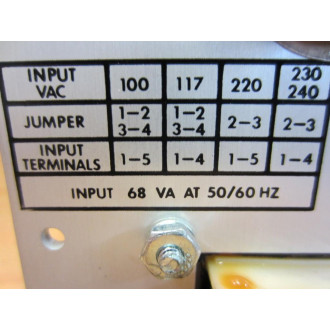 INPUT VAC 100 117 220 230 240
JUMPER 1-2 3-4 1-2 3-4 2-3 2-3
INPUT TERMINALS 1-5 1-4 1-5 1-4
INPUT 68 VA AT 50/60 HZ